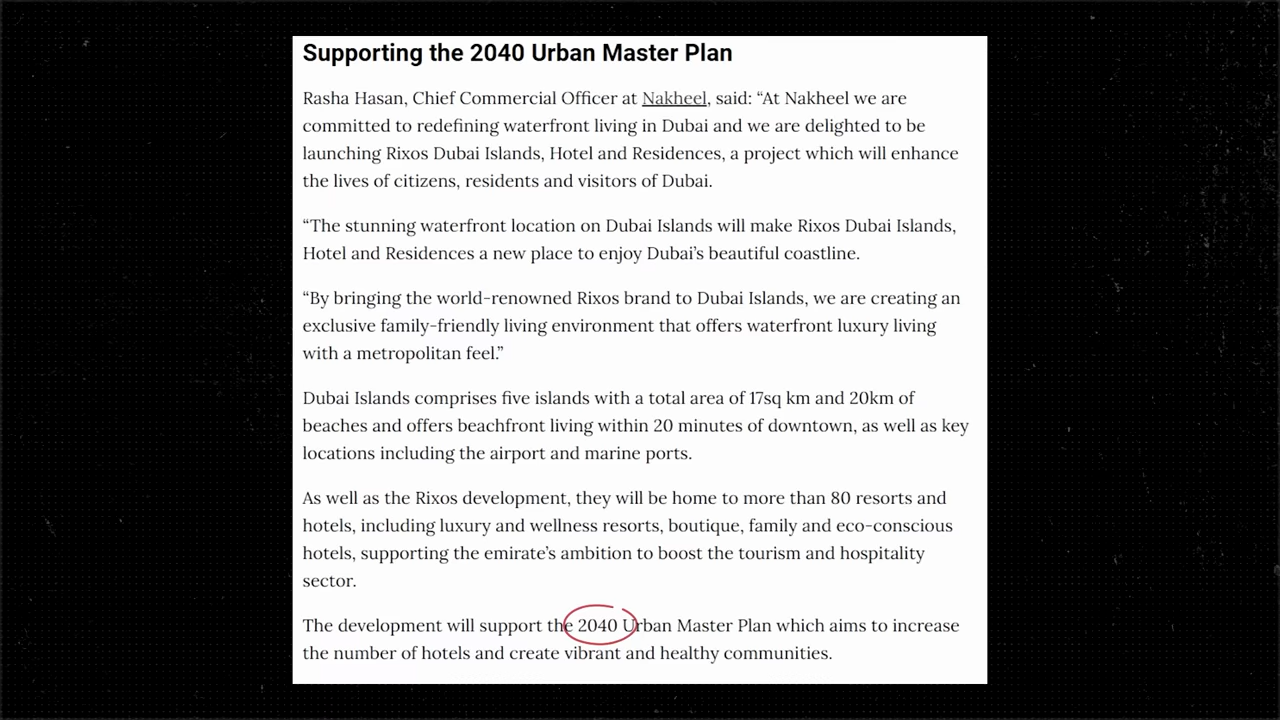 Supporting the 2040 Urban Master Plan
Rasha Hasan, Chief Commercial Officer at Nakheel, said: “At Nakheel we are
committed to redefining waterfront living in Dubai and we are delighted to be
launching Rixos Dubai Islands, Hotel and Residences, a project which will enhance
the lives of citizens, residents and visitors of Dubai.
“The stunning waterfront location on Dubai Islands will make Rixos Dubai Islands,
Hotel and Residences a new place to enjoy Dubai’s beautiful coastline.
“By bringing the world-renowned Rixos brand to Dubai Islands, we are creating an
exclusive family-friendly living environment that offers waterfront luxury living
with a metropolitan feel.”
Dubai Islands comprises five islands with a total area of 17sq km and 20km of
beaches and offers beachfront living within 20 minutes of downtown, as well as key
locations including the airport and marine ports.
As well as the Rixos development, they will be home to more than 80 resorts and
hotels, including luxury and wellness resorts, boutique, family and eco-conscious
hotels, supporting the emirate’s ambition to boost the tourism and hospitality
sector.
The development will support the 2040 Urban Master Plan which aims to increase
the number of hotels and create vibrant and healthy communities.